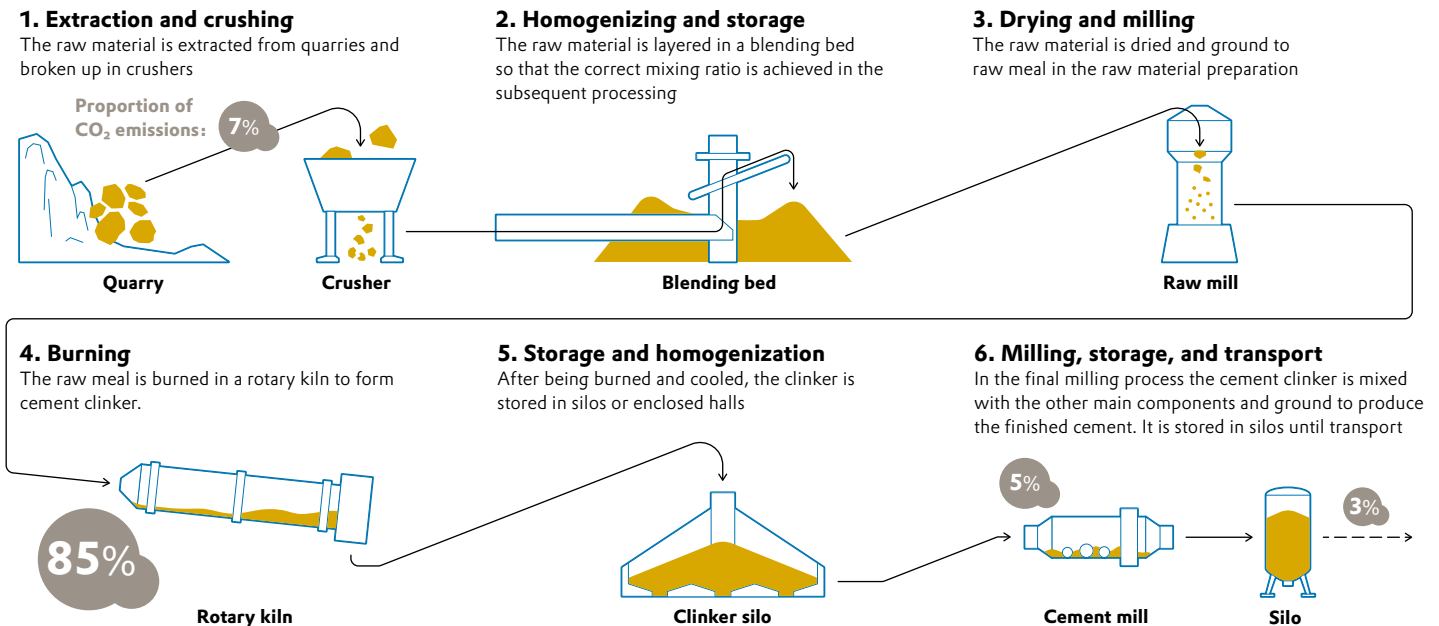 1. Extraction and crushing
The raw material is extracted from quarries and
broken up in crushers
Proportion of
CO₂ emissions:
7%
Quarry
Crusher
2. Homogenizing and storage
The raw material is layered in a blending bed
so that the correct mixing ratio is achieved in the
subsequent processing
Blending bed
3. Drying and milling
The raw material is dried and ground to
raw meal in the raw material preparation
Raw mill
4. Burning
The raw meal is burned in a rotary kiln to form
cement clinker.
85%
Rotary kiln
5. Storage and homogenization
After being burned and cooled, the clinker is
stored in silos or enclosed halls
Clinker silo
6. Milling, storage, and transport
In the final milling process the cement clinker is mixed
with the other main components and ground to produce
the finished cement. It is stored in silos until transport
5%
3%
Cement mill
Silo